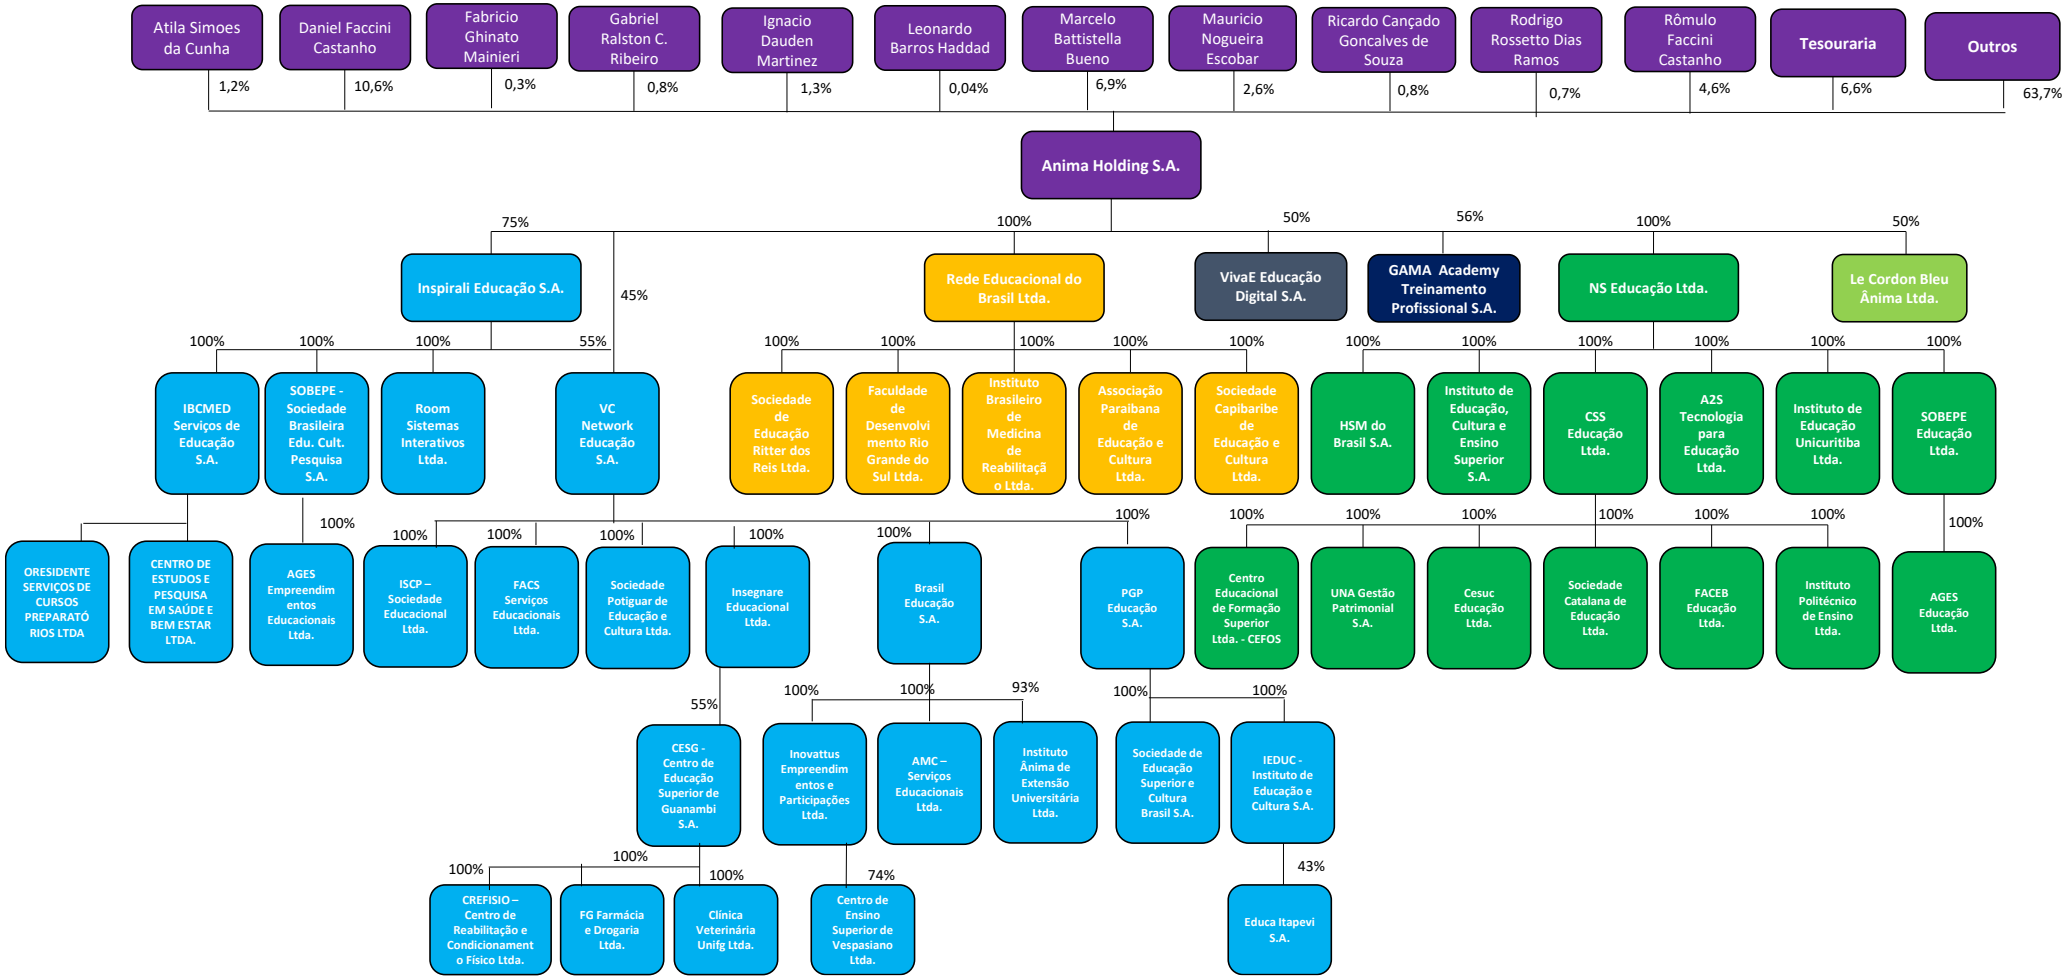 Atila Simoes
da Cunha
Daniel Faccini
Castanho
Fabricio
Ghinato
Mainieri
Gabriel
Ralston C.
Ribeiro
Ignacio
Dauden
Martinez
Leonardo
Barros Haddad
Marcelo
Battistella
Bueno
Mauricio
Nogueira
Escobar
Ricardo Cançado
Goncalves de
Souza
Rodrigo
Rossetto Dias
Ramos
Rômulo
Faccini
Castanho
Tesouraria
Outros
1,2%
10,6%
0,3%
0,8%
1,3%
0,04%
6,9%
2,6%
0,8%
0,7%
4,6%
6,6%
63,7%
Anima Holding S.A.
75%
100%
50%
56%
100%
50%
Inspirali Educação S.A.
45%
Rede Educacional do
Brasil Ltda.
VivaE Educação
Digital S.A.
GAMA Academy
Treinamento
Profissional S.A.
NS Educação Ltda.
Le Cordon Bleu
Ânima Ltda.
100%
100%
100%
55%
100%
100%
100%
100%
100%
100%
100%
100%
100%
100%
100%
IBCMED
Serviços de
Educação
S.A.
SOBEPE -
Sociedade
Brasileira
Edu. Cult.
Pesquisa
S.A.
Room
Sistemas
Interativos
Ltda.
VC
Network
Educação
S.A.
Sociedade
de
Educação
Ritter dos
Reis Ltda.
Faculdade
de
Desenvolvi
mento Rio
Grande do
Sul Ltda.
Instituto
Brasileiro
de
Medicina
de
Reabilitaçã
o Ltda.
Associação
Paraibana
de
Educação e
Cultura Ltda.
Sociedade
Capibaribe
de
Educação e
Cultura Ltda.
HSM do
Brasil S.A.
Instituto de
Educação,
Cultura e
Ensino
Superior
S.A.
CSS
Educação
Ltda.
A2S
Tecnologia
para
Educação
Ltda.
Instituto de
Educação
Unicuritiba
Ltda.
SOBEPE
Educação
Ltda.
100%
100%
100%
100%
100%
100%
100%
100%
100%
100%
100%
100%
100%
100%
ORESIDENTE
SERVIÇOS DE
CURSOS
PREPARATÓ
RIOS LTDA
CENTRO DE
ESTUDOS E
PESQUISA
EM SAÚDE E
BEM ESTAR
LTDA.
AGES
Empreendim
entos
Educacionais
Ltda.
ISCP –
Sociedade
Educacional
Ltda.
FACS
Serviços
Educacionais
Ltda.
Sociedade
Potiguar de
Educação e
Cultura Ltda.
Insegnare
Educacional
Ltda.
Brasil
Educação
S.A.
PGP
Educação
S.A.
Centro
Educacional
de Formação
Superior
Ltda. - CEFOS
UNA Gestão
Patrimonial
S.A.
Cesuc
Educação
Ltda.
Sociedade
Catalana de
Educação
Ltda.
FACEB
Educação
Ltda.
Instituto
Politécnico
de Ensino
Ltda.
AGES
Educação
Ltda.
55%
100%
100%
93%
100%
100%
CESG -
Centro de
Educação
Superior de
Guanambi
S.A.
Inovattus
Empreendim
entos e
Participações
Ltda.
AMC –
Serviços
Educacionais
Ltda.
Instituto
Ânima de
Extensão
Universitária
Ltda.
Sociedade de
Educação
Superior e
Cultura
Brasil S.A.
IEDUC -
Instituto de
Educação e
Cultura S.A.
100%
100%
100%
74%
43%
CREFISIO –
Centro de
Reabilitação e
Condicionament
o Físico Ltda.
FG Farmácia
e Drogaria
Ltda.
Clínica
Veterinária
Unifg Ltda.
Centro de
Ensino
Superior de
Vespasiano
Ltda.
Educa Itapevi
S.A.